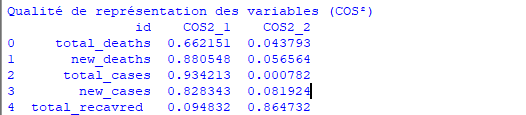 Qualité de représentation des variables (COS²)
id COS2_1 COS2_2
0 total_deaths 0.662151 0.043793
1 new_deaths 0.880548 0.056564
2 total_cases 0.934213 0.000782
3 new_cases 0.828343 0.081924
4 total_recavred 0.094832 0.864732